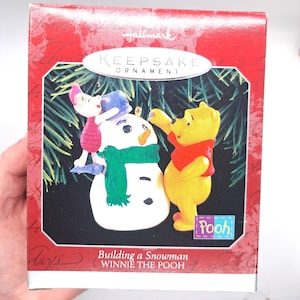 Hallmark
KEEPSAKE
ORNAMENT
Pooh
Building a Snowman
WINNIE THE POOH